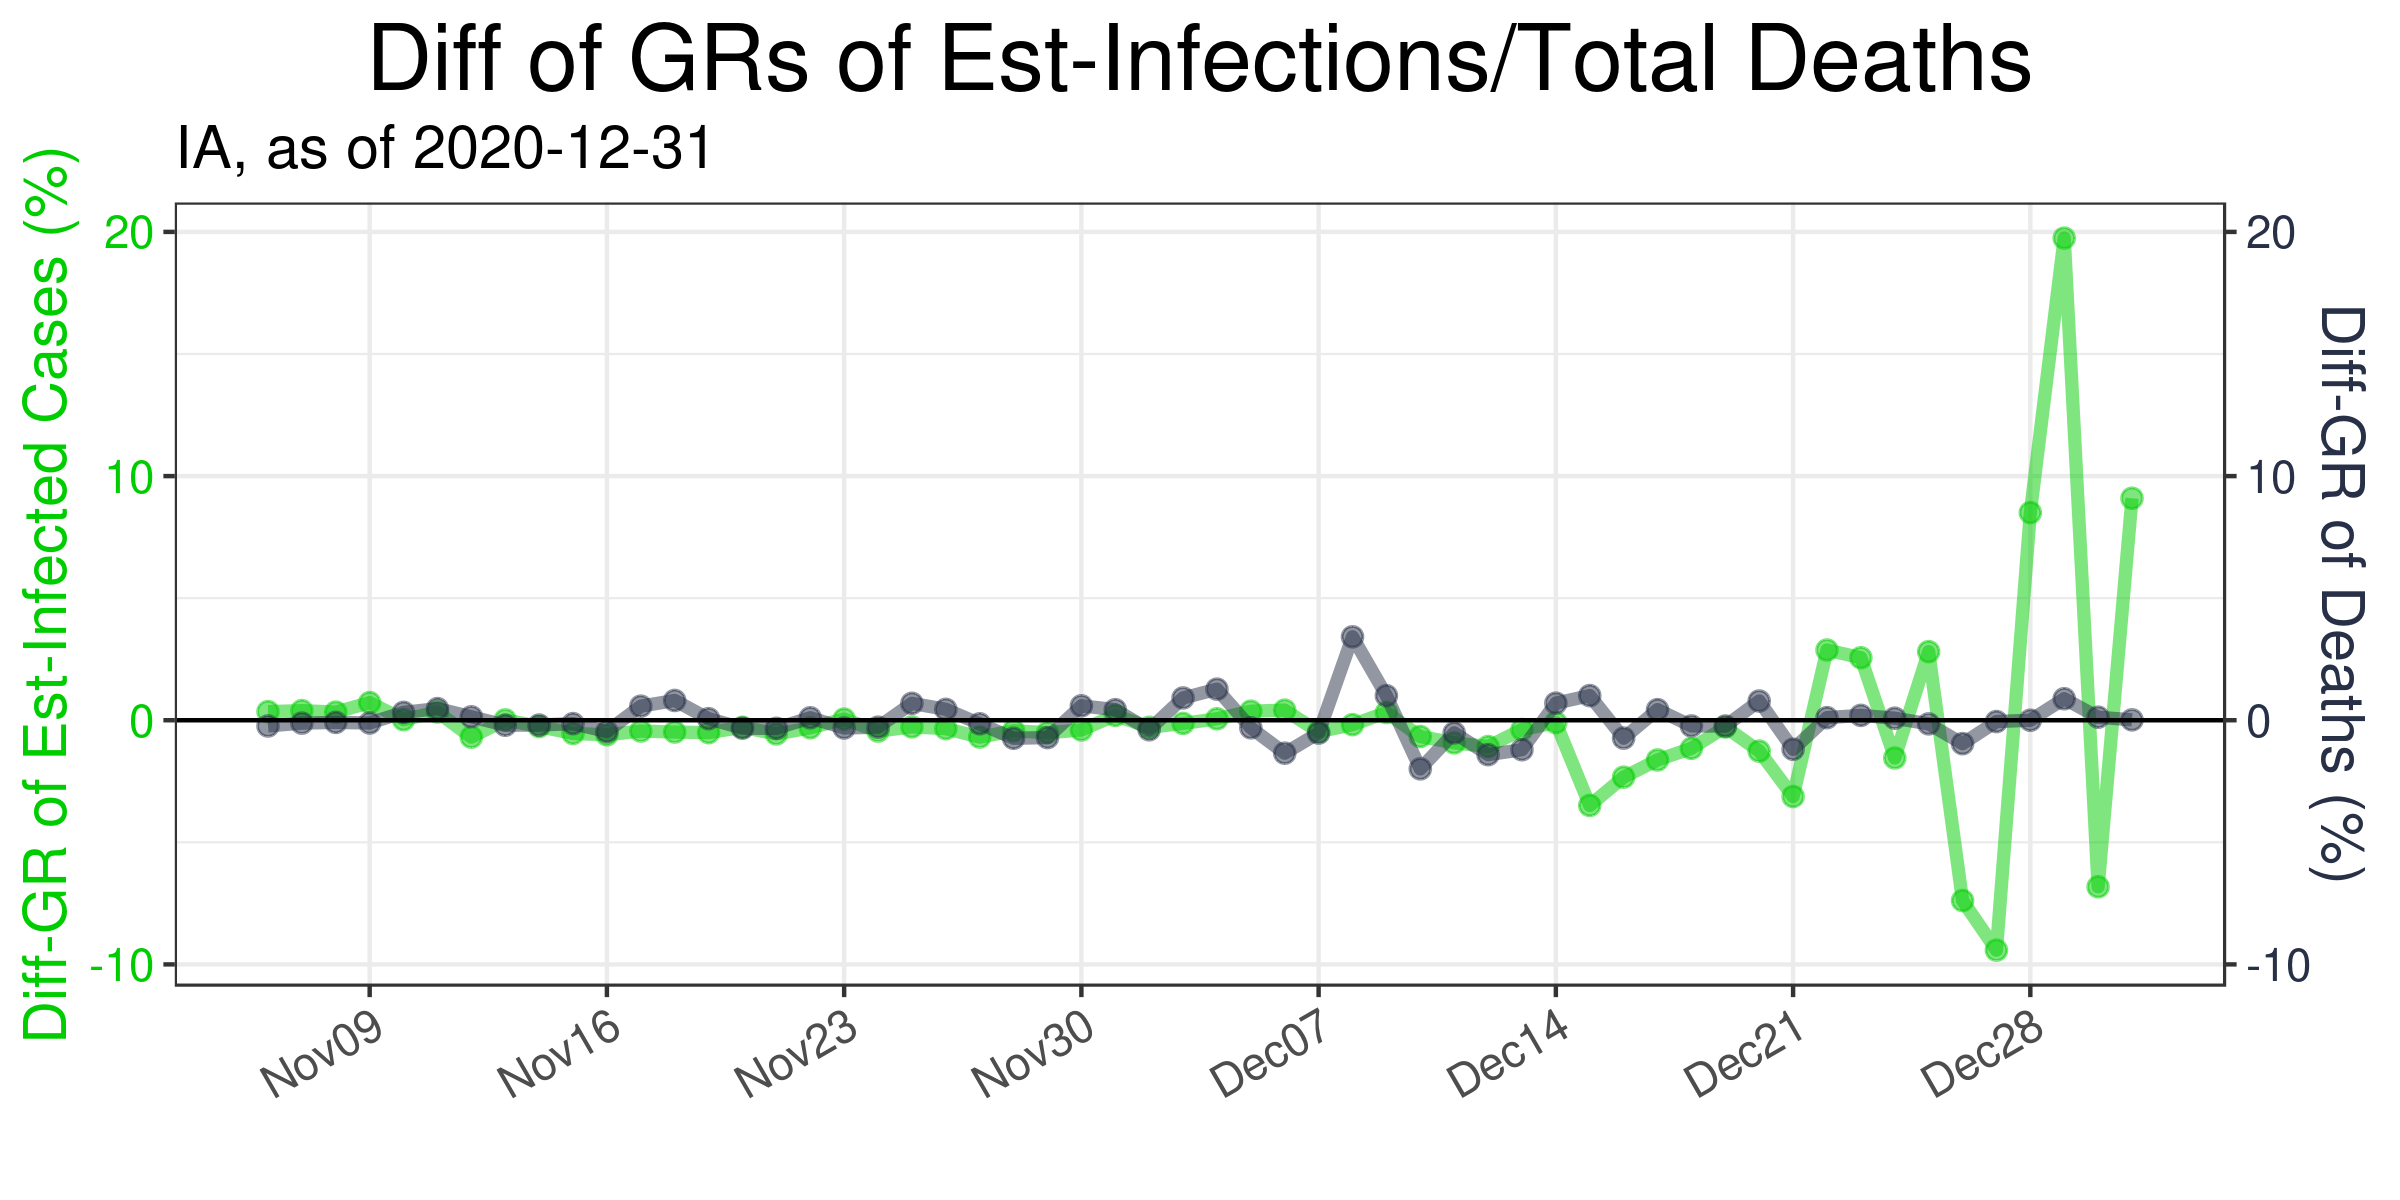 Diff of GRs of Est-Infections/Total Deaths
IA, as of 2020-12-31
Diff-GR of Est-Infected Cases (%)
20
10
0
-10
20
10
0
-10
Diff-GR of Deaths (%)
Nov09
Nov16
Nov23
Nov30
Dec07
Dec14
Dec21
Dec28